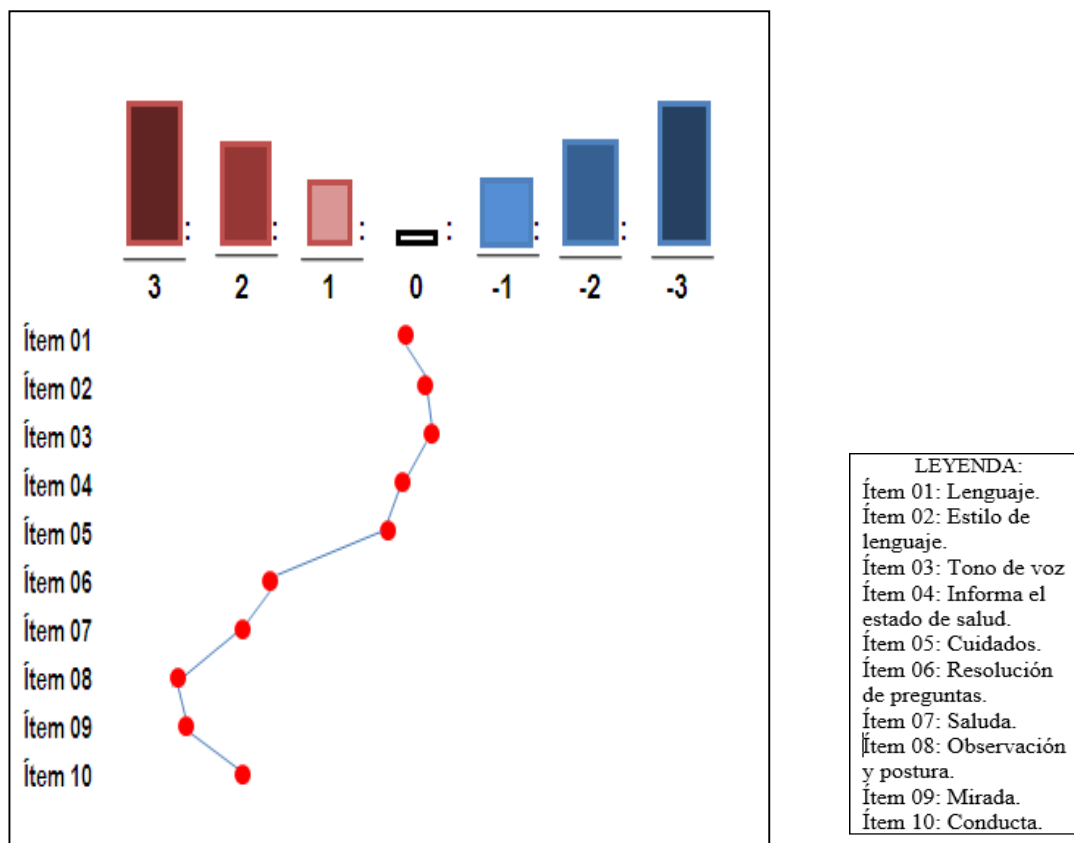 : : : : : :
3 2 1 0 -1 -2 -3
Ítem 01
Ítem 02
Ítem 03
Ítem 04
Ítem 05
Ítem 06
Ítem 07
Ítem 08
Ítem 09
Ítem 10
LEYENDA:
Ítem 01: Lenguaje.
Ítem 02: Estilo de
lenguaje.
Ítem 03: Tono de voz
Ítem 04: Informa el
estado de salud.
Ítem 05: Cuidados.
Ítem 06: Resolución
de preguntas.
Ítem 07: Saluda.
Ítem 08: Observación
y postura.
Ítem 09: Mirada.
Ítem 10: Conducta.